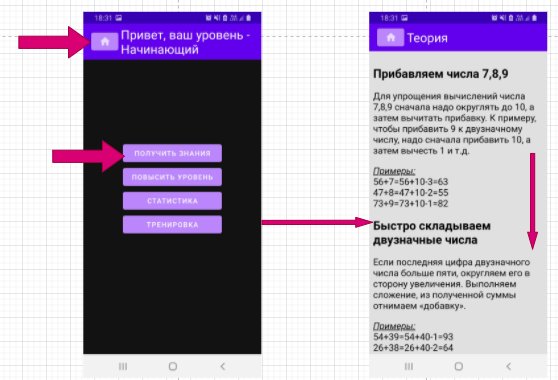 18:31
Привет, ваш уровень -
Начинающий
ПОЛУЧИТЬ ЗНАНИЯ
ПОВЫСИТЬ УРОВЕНЬ
СТАТИСТИКА
ТРЕНИРОВКА
18:31
Теория
Прибавляем числа 7,8,9
Для упрощения вычислений числа
7,8,9 сначала надо округлять до 10, а
затем вычитать прибавку. К примеру,
чтобы прибавить 9 к двузначному
числу, надо сначала прибавить 10, а
затем вычесть 1 и т.д.
Примеры:
56+7=56+10-3=63
47+8=47+10-2=55
73+9=73+10-1=82
Быстро складываем
двузначные числа
Если последняя цифра двузначного
числа больше пяти, округляем его в
сторону увеличения. Выполняем
сложение, из полученной суммы
отнимаем «добавку».
Примеры:
54+39=54+40-1=93
26+38=26+40-2=64